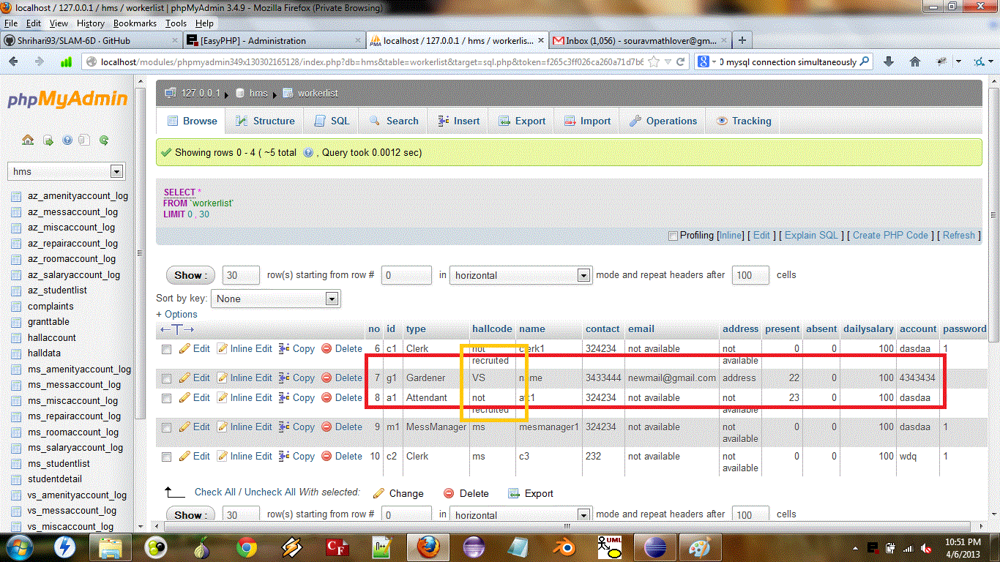 localhost / 127.0.0.1 / hms / workerlist | phpMyAdmin 3.4.9 - Mozilla Firefox (Private Browsing)
File Edit View History Bookmarks Tools Help
Shrihari93/SLAM-6D · GitHub [EasyPHP] - Administration localhost / 127.0.0.1 / hms / workerlis... Inbox (1,056) - souravmathlover@gm...
localhost/modules/phpmyadmin349x130302165128/index.php?db=hms&table=workerlist&target=sql.php&token=f265c3ff026ca260a71d7b6 mysql connection simultaneously
phpMyAdmin
hms
az_amenityaccount_log
az_messaccount_log
az_miscaccount_log
az_repairaccount_log
az_roomaccount_log
az_salaryaccount_log
az_studentlist
complaints
granttable
hallaccount
halldata
ms_amenityaccount_log
ms_messaccount_log
ms_miscaccount_log
ms_repairaccount_log
ms_roomaccount_log
ms_salaryaccount_log
ms_studentlist
studentdetail
vs_amenityaccount_log
vs_messaccount_log
vs_miscaccount_log
127.0.0.1 hms workerlist
Browse Structure SQL Search Insert Export Import Operations Tracking
Showing rows 0 - 4 ( ~5 total , Query took 0.0012 sec)
SELECT *
FROM `workerlist`
LIMIT 0 , 30
Profiling [Inline] [ Edit ] [ Explain SQL ] [ Create PHP Code ] [ Refresh ]
Show : 30 row(s) starting from row # 0 in horizontal mode and repeat headers after 100 cells
Sort by key: None
+ Options
no id type hallcode name contact email address present absent dailysalary account password
Edit Inline Edit Copy Delete 6 c1 Clerk not clerk1 324234 not available not 0 0 100 dasdaa 1
recruited available
Edit Inline Edit Copy Delete 7 g1 Gardener VS name 3433444 newmail@gmail.com address 22 0 100 4343434
Edit Inline Edit Copy Delete 8 a1 Attendant not att1 324234 not available not 23 0 100 dasdaa
recruited available
Edit Inline Edit Copy Delete 9 m1 MessManager ms mesmanager1 324234 not available not 0 0 100 dasdaa 1
available
Edit Inline Edit Copy Delete 10 c2 Clerk ms c3 232 not available not 0 0 100 wdq 1
available
Check All / Uncheck All With selected: Change Delete Export
Show : 30 row(s) starting from row # 0 in horizontal mode and repeat headers after 100 cells
CF UML
10:51 PM
4/6/2013